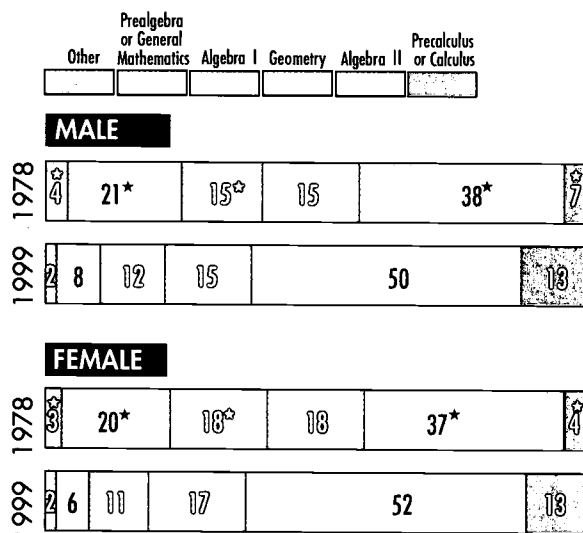 Other
Prealgebra or General Mathematics
Algebra I
Geometry
Algebra II
Precalculus or Calculus
MALE
1978
4☆ 21★ 15☆ 15 38★ 7☆
1999
2 8 12 15 50 13
FEMALE
1978
3☆ 20★ 18☆ 18 37★ 4☆
1999
2 6 11 17 52 13